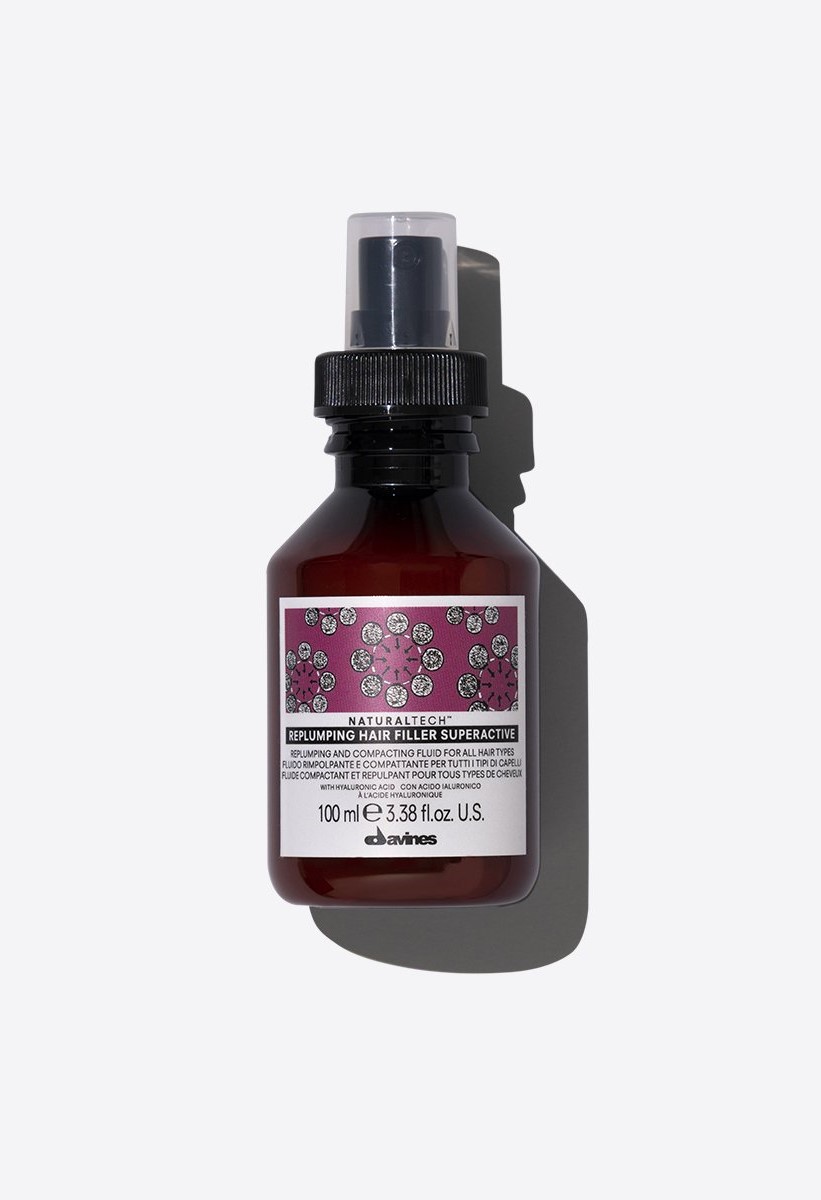 NATURALTECH™
REPLUMPING HAIR FILLER SUPERACTIVE
REPLUMPING AND COMPACTING FLUID FOR ALL HAIR TYPES
FLUIDO RIMPOLPANTE E COMPATTANTE PER TUTTI I TIPI DI CAPELLI
FLUIDE COMPACTANT ET REPULPANT POUR TOUS TYPES DE CHEVEUX
WITH HYALURONIC ACID CON ACIDO IALURONICO
À L'ACIDE HYALURONIQUE
100 ml ℮ 3.38 fl.oz. U.S.
davines